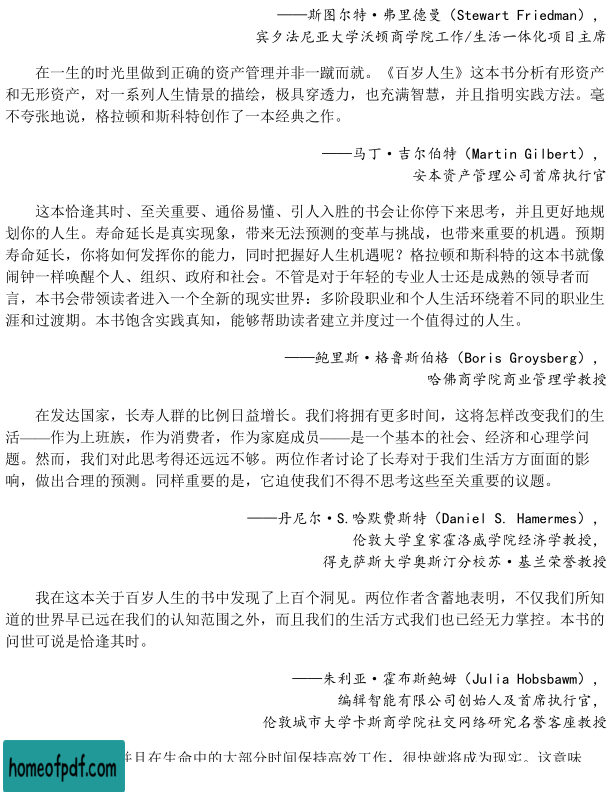 ——斯图尔特·弗里德曼（Stewart Friedman），
宾夕法尼亚大学沃顿商学院工作/生活一体化项目主席
在一生的时光里做到正确的资产管理并非一蹴而就。《百岁人生》这本书分析有形资产
和无形资产，对一系列人生情景的描绘，极具穿透力，也充满智慧，并且指明实践方法。毫
不夸张地说，格拉顿和斯科特创作了一本经典之作。
——马丁·吉尔伯特（Martin Gilbert），
安本资产管理公司首席执行官
这本恰逢其时、至关重要、通俗易懂、引人入胜的书会让你停下来思考，并且更好地规
划你的人生。寿命延长是真实现象，带来无法预测的变革与挑战，也带来重要的机遇。预期
寿命延长，你将如何发挥你的能力，同时把握好人生机遇呢？格拉顿和斯科特的这本书就像
闹钟一样唤醒个人、组织、政府和社会。不管是对于年轻的专业人士还是成熟的领导者而
言，本书会带领读者进入一个全新的现实世界：多阶段职业和个人生活环绕着不同的职业生
涯和过渡期。本书饱含实践真知，能够帮助读者建立并度过一个值得过的人生。
——鲍里斯·格鲁斯伯格（Boris Groysberg），
哈佛商学院商业管理学教授
在发达国家，长寿人群的比例日益增长。我们将拥有更多时间，这将怎样改变我们的生
活——作为上班族，作为消费者，作为家庭成员——是一个基本的社会、经济和心理学问
题。然而，我们对此思考得还远远不够。两位作者讨论了长寿对于我们生活方方面面的影
响，做出合理的预测。同样重要的是，它迫使我们不得不思考这些至关重要的议题。
——丹尼尔·S.哈默费斯特（Daniel S. Hamermes），
伦敦大学皇家霍洛威学院经济学教授，
得克萨斯大学奥斯汀分校苏·基兰荣誉教授
我在这本关于百岁人生的书中发现了上百个洞见。两位作者含蓄地表明，不仅我们所知
道的世界早已远在我们的认知范围之外，而且我们的生活方式我们也已经无力掌控。本书的
问世可说是恰逢其时。
——朱利亚·霍布斯鲍姆（Julia Hobsbawm），
编辑智能有限公司创始人及首席执行官，
伦敦城市大学卡斯商学院社交网络研究名誉客座教授
并且在生命中的大部分时间保持高效工作，很快就将成为现实。这意味
homeofpdf.com